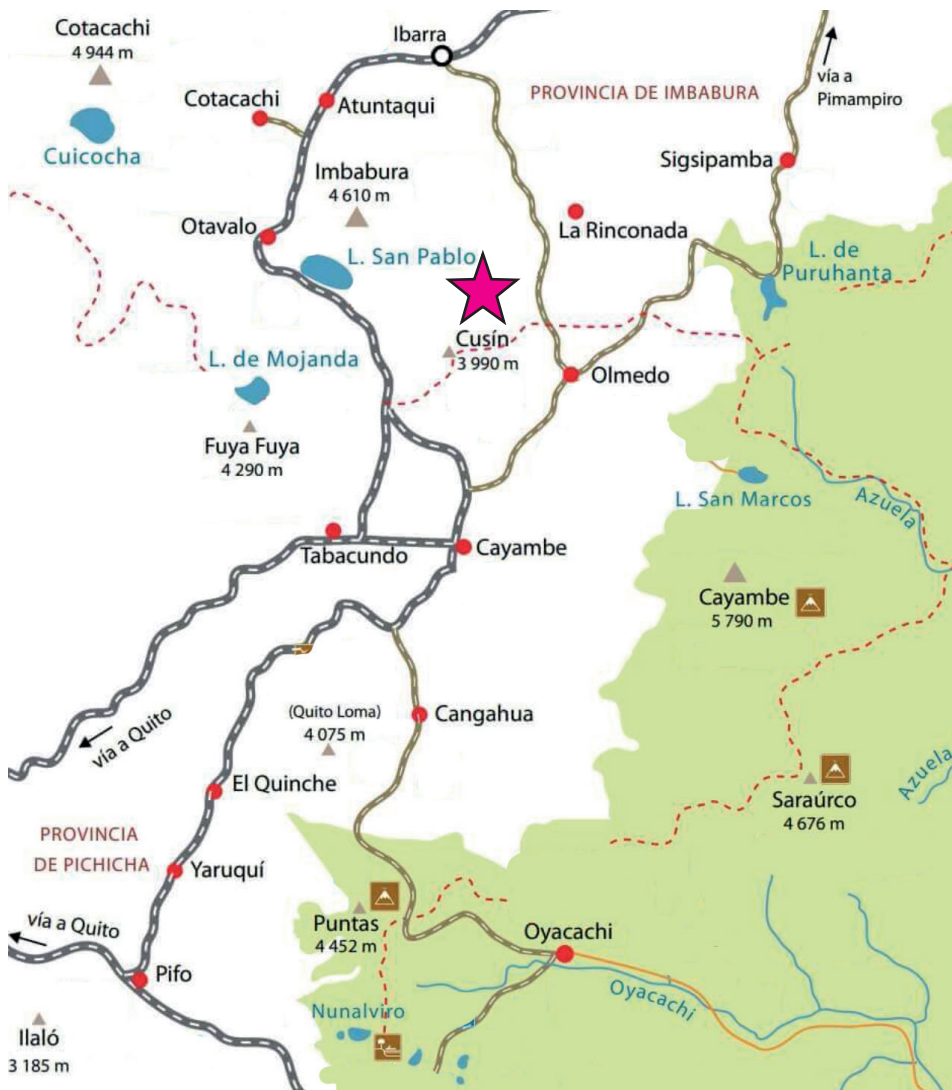 Cotacachi
4 944 m
Cuicocha
Cotacachi
Ibarra
Atuntaqui
PROVINCIA DE IMBABURA
vía a
Pimampiro
Sigsipamba
Imbabura
4 610 m
La Rinconada
Otavalo
L. San Pablo
L. de
Puruhanta
Cusín
3 990 m
L. de Mojanda
Olmedo
Fuya Fuya
4 290 m
L. San Marcos
Azuela
Tabacundo
Cayambe
Cayambe
5 790 m
vía a Quito
(Quito Loma)
4 075 m
Cangahua
El Quinche
Saraúrco
4 676 m
Azuela
PROVINCIA
DE PICHICHA
Yaruquí
vía a Quito
Puntas
4 452 m
Oyacachi
Pifo
Oyacachi
Nunalviro
Ilaló
3 185 m